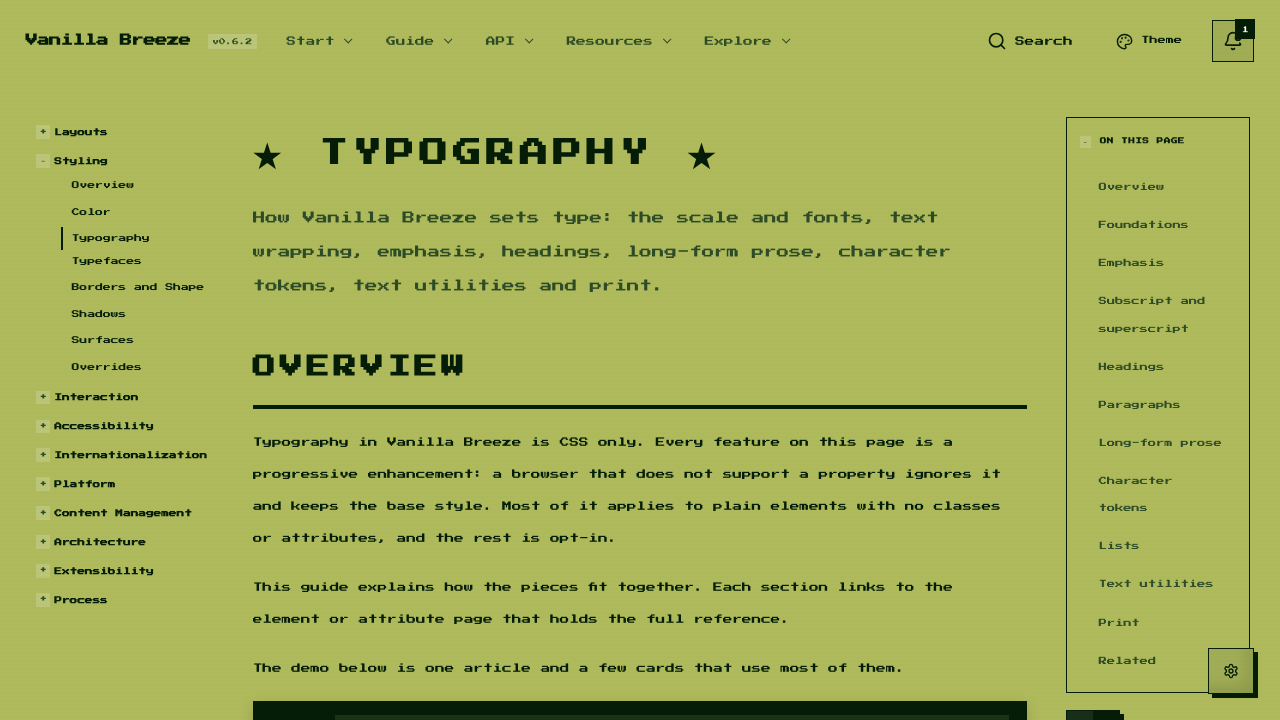 Vanilla Breeze v0.6.2 Start Guide API Resources Explore Search Theme 1
+ Layouts
- Styling
Overview
Color
Typography
Typefaces
Borders and Shape
Shadows
Surfaces
Overrides
+ Interaction
+ Accessibility
+ Internationalization
+ Platform
+ Content Management
+ Architecture
+ Extensibility
+ Process
★ TYPOGRAPHY ★
How Vanilla Breeze sets type: the scale and fonts, text
wrapping, emphasis, headings, long-form prose, character
tokens, text utilities and print.
OVERVIEW
Typography in Vanilla Breeze is CSS only. Every feature on this page is a
progressive enhancement: a browser that does not support a property ignores it
and keeps the base style. Most of it applies to plain elements with no classes
or attributes, and the rest is opt-in.
This guide explains how the pieces fit together. Each section links to the
element or attribute page that holds the full reference.
The demo below is one article and a few cards that use most of them.
- ON THIS PAGE
Overview
Foundations
Emphasis
Subscript and
superscript
Headings
Paragraphs
Long-form prose
Character
tokens
Lists
Text utilities
Print
Related